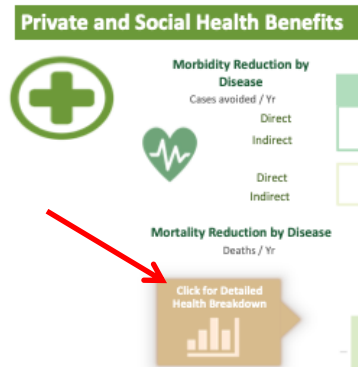 Private and Social Health Benefits
Morbidity Reduction by
Disease
Cases avoided / Yr
Direct
Indirect
Direct
Indirect
Mortality Reduction by Disease
Deaths / Yr
Click for Detailed
Health Breakdown